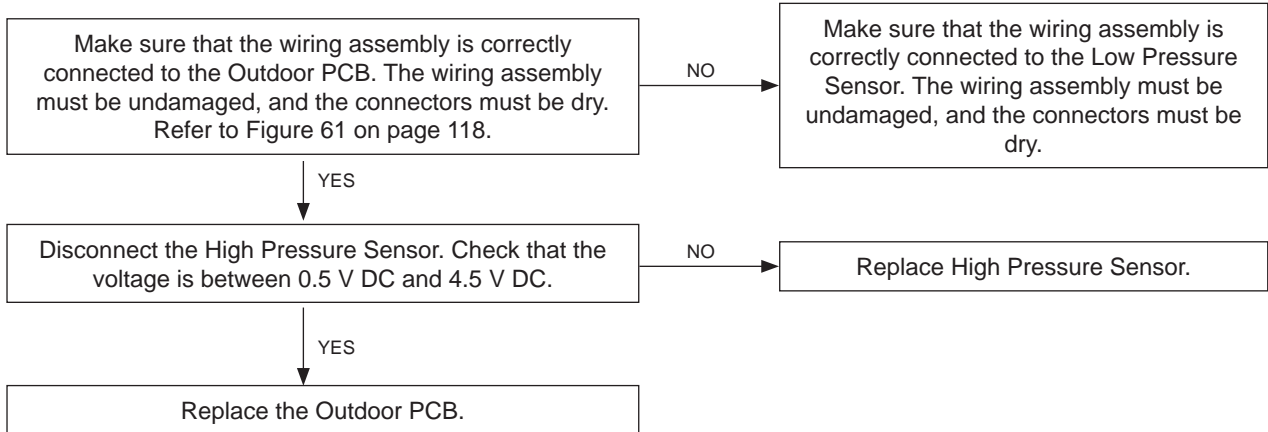 Make sure that the wiring assembly is correctly
connected to the Outdoor PCB. The wiring assembly
must be undamaged, and the connectors must be dry.
Refer to Figure 61 on page 118.
NO
Make sure that the wiring assembly is
correctly connected to the Low Pressure
Sensor. The wiring assembly must be
undamaged, and the connectors must be
dry.
YES
Disconnect the High Pressure Sensor. Check that the
voltage is between 0.5 V DC and 4.5 V DC.
NO
Replace High Pressure Sensor.
YES
Replace the Outdoor PCB.